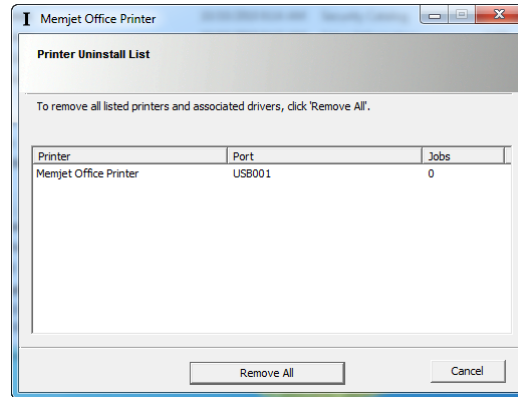 Memjet Office Printer
Printer Uninstall List
To remove all listed printers and associated drivers, click 'Remove All'.
Printer Port Jobs
Memjet Office Printer USB001 0
Remove All Cancel